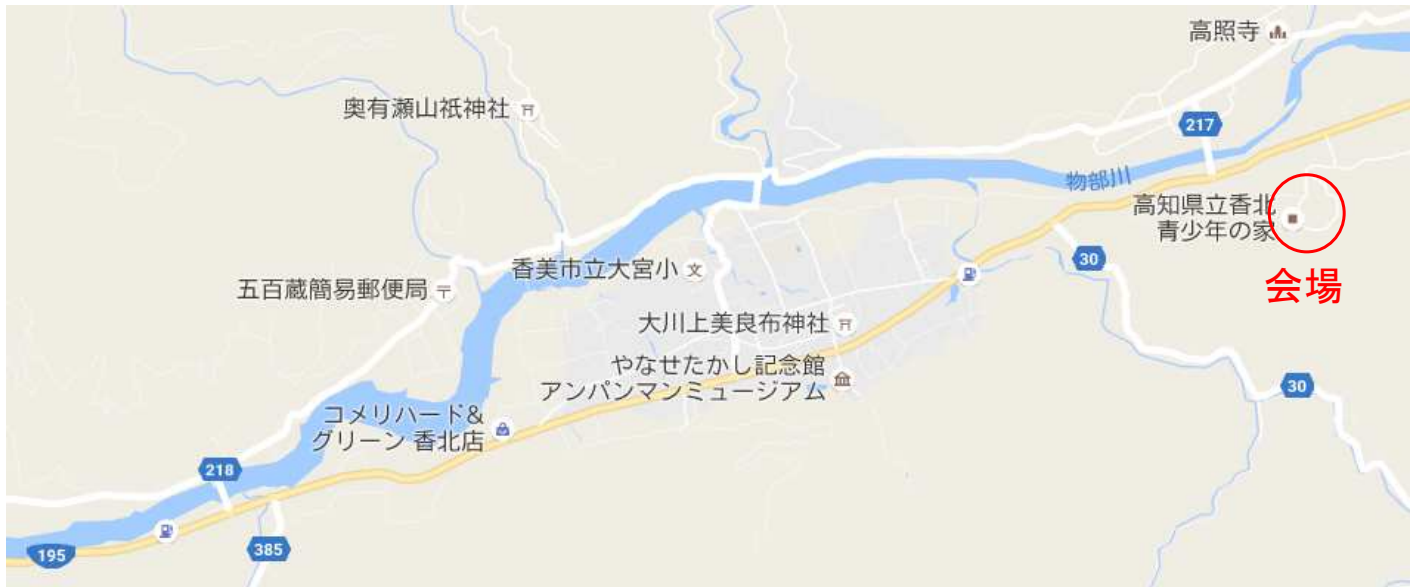 高照寺
奥有瀬山祇神社
217
物部川
高知県立香北
青少年の家
会場
30
香美市立大宮小
文
五百蔵簡易郵便局
大川上美良布神社
やなせたかし記念館
アンパンマンミュージアム
30
コメリハード&
グリーン 香北店
218
195
385